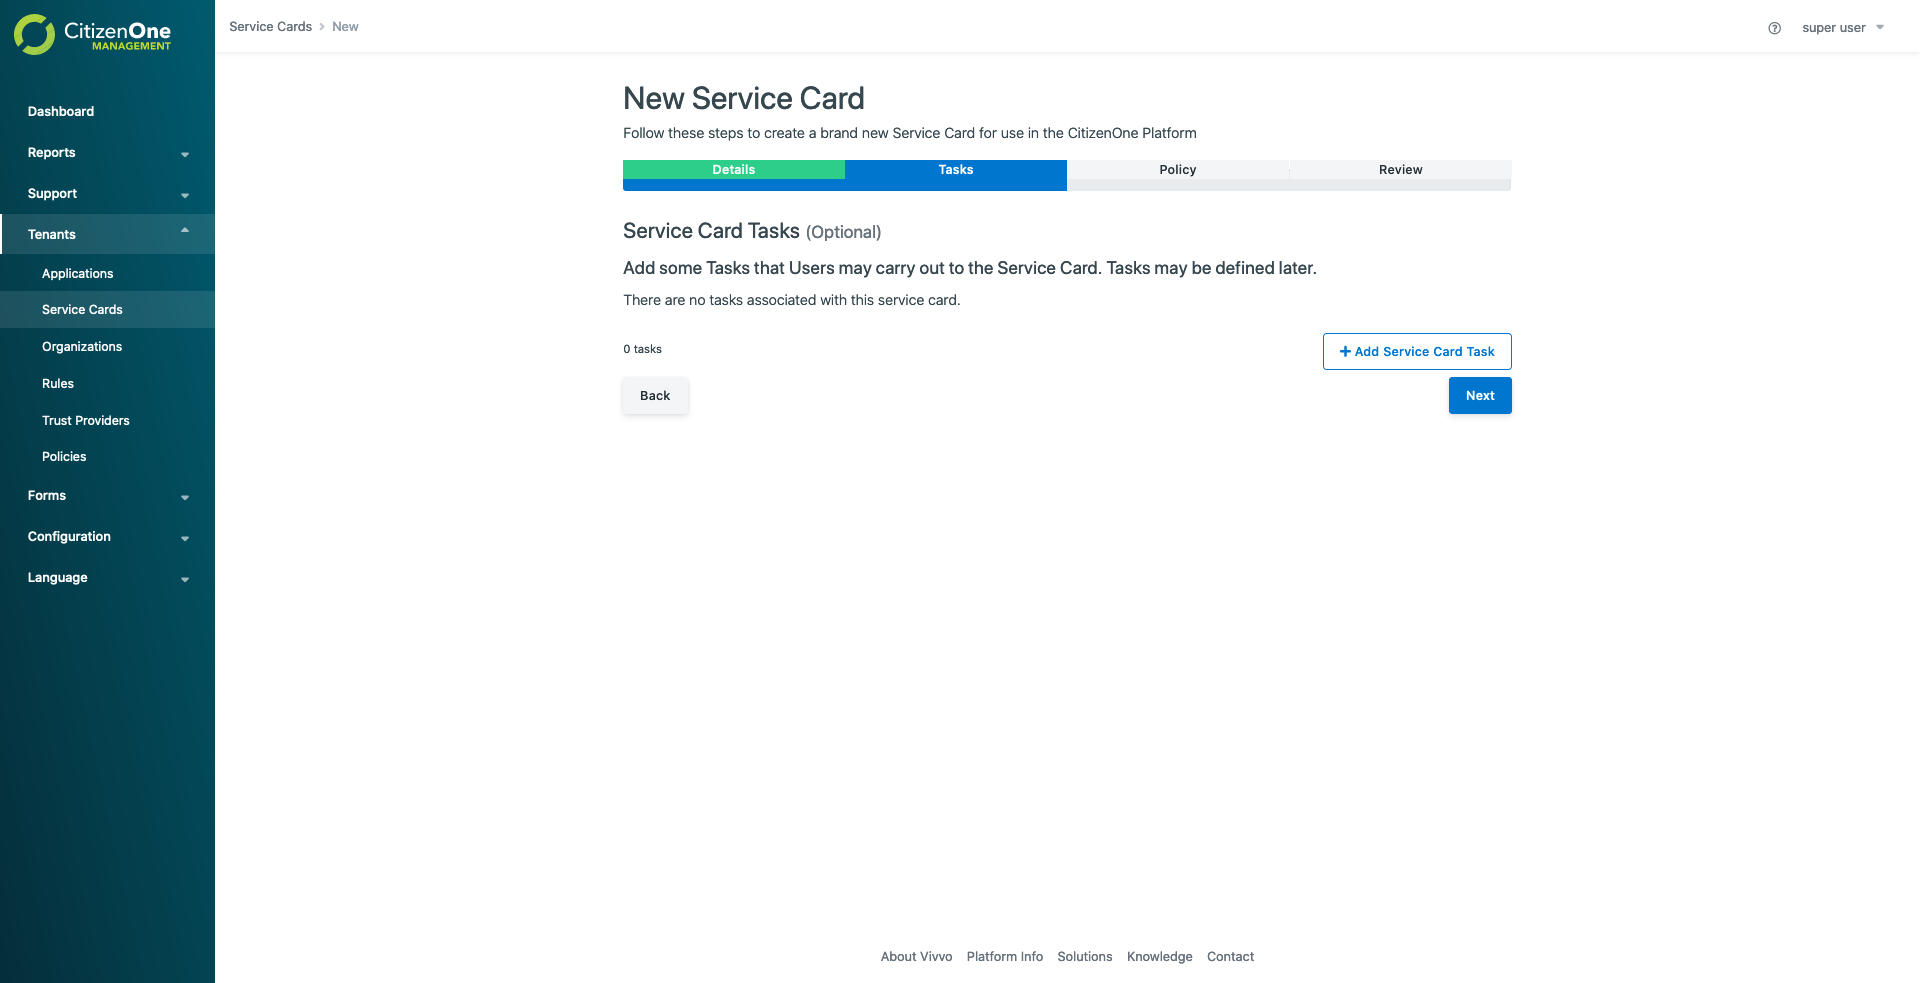 CitizenOne
MANAGEMENT
Service Cards > New
super user
Dashboard
Reports
Support
Tenants
Applications
Service Cards
Organizations
Rules
Trust Providers
Policies
Forms
Configuration
Language
New Service Card
Follow these steps to create a brand new Service Card for use in the CitizenOne Platform
Details Tasks Policy Review
Service Card Tasks (Optional)
Add some Tasks that Users may carry out to the Service Card. Tasks may be defined later.
There are no tasks associated with this service card.
0 tasks
+ Add Service Card Task
Back
Next
About Vivvo Platform Info Solutions Knowledge Contact